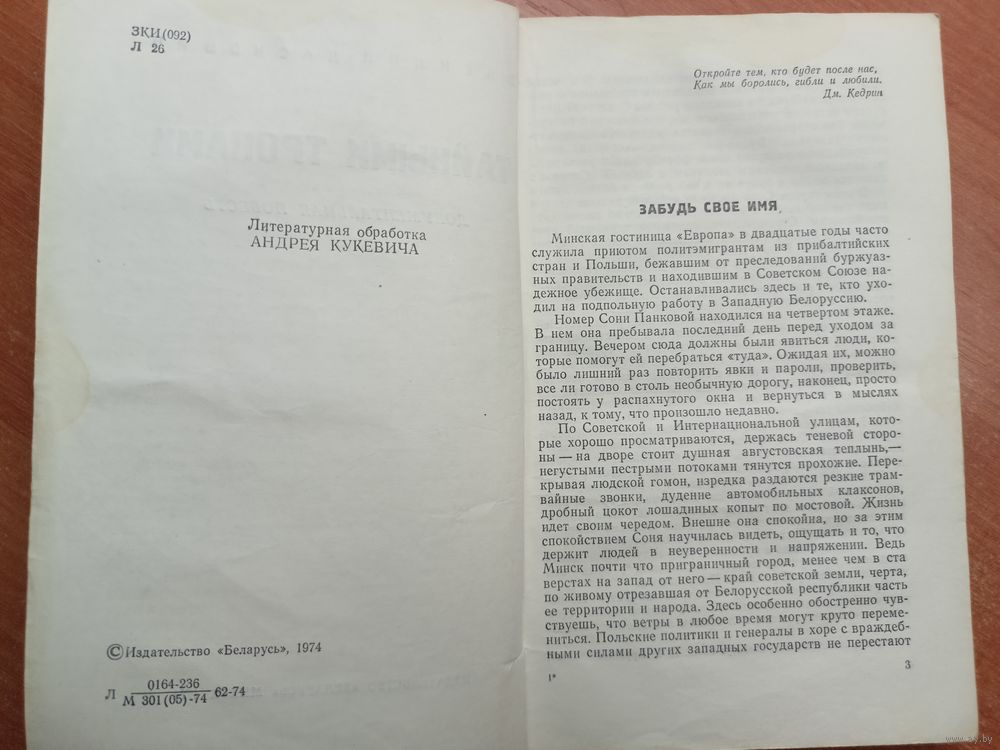 ЗКИ(092)
Л 26
Литературная обработка
АНДРЕЯ КУКЕВИЧА
©Издательство «Беларусь», 1974
Л 0164-236 62-74
М 301(05)-74
Откройте тем, кто будет после нас,
Как мы боролись, гибли и любили.
Дм. Кедрин
ЗАБУДЬ СВОЕ ИМЯ
Минская гостиница «Европа» в двадцатые годы часто
служила приютом политэмигрантам из прибалтийских
стран и Польши, бежавшим от преследований буржуаз-
ных правительств и находившим в Советском Союзе на-
дежное убежище. Останавливались здесь и те, кто ухо-
дил на подпольную работу в Западную Белоруссию.
Номер Сони Панковой находился на четвертом этаже.
В нем она пребывала последний день перед уходом за
границу. Вечером сюда должны были явиться люди, ко-
торые помогут ей перебраться «туда». Ожидая их, можно
было лишний раз повторить явки и пароли, проверить,
все ли готово в столь необычную дорогу, наконец, просто
постоять у распахнутого окна и вернуться в мыслях
назад, к тому, что произошло недавно.
По Советской и Интернациональной улицам, кото-
рые хорошо просматриваются, держась теневой сторо-
ны — на дворе стоит душная августовская теплынь,—
негустыми пестрыми потоками тянутся прохожие. Пере-
крывая людской гомон, изредка раздаются резкие трам-
вайные звонки, дудение автомобильных клаксонов,
дробный цокот лошадиных копыт по мостовой. Жизнь
идет своим чередом. Внешне она спокойна, но за этим
спокойствием Соня научилась видеть, ощущать и то, что
держит людей в неуверенности и напряжении. Ведь
Минск почти что приграничный город, менее чем в ста
верстах на запад от него — край советской земли, черта,
по живому отрезавшая от Белорусской республики часть
ее территории и народа. Здесь особенно обостренно чув-
ствуешь, что ветры в любое время могут круто переме-
ниться. Польские политики и генералы в хоре с враждеб-
ными силами других западных государств не перестают
1*
3
www.ay.by